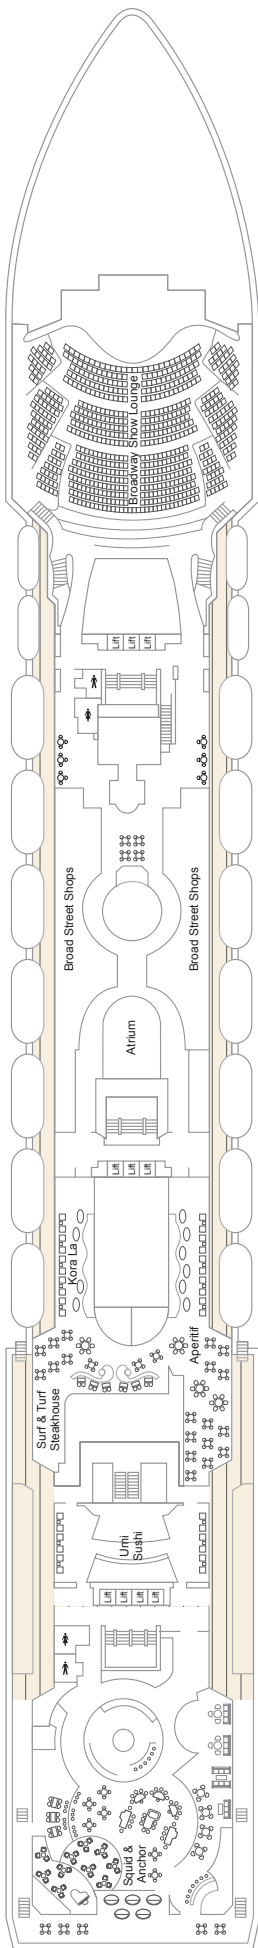 Broadway Show Lounge
Lift
Lift
Lift
Broad Street Shops
Broad Street Shops
Atrium
Lift
Lift
Lift
Kora La
Aperitif
Surf & Turf
Steakhouse
Umi
Sushi
Lift
Lift
Lift
Lift
Squid &
Anchor